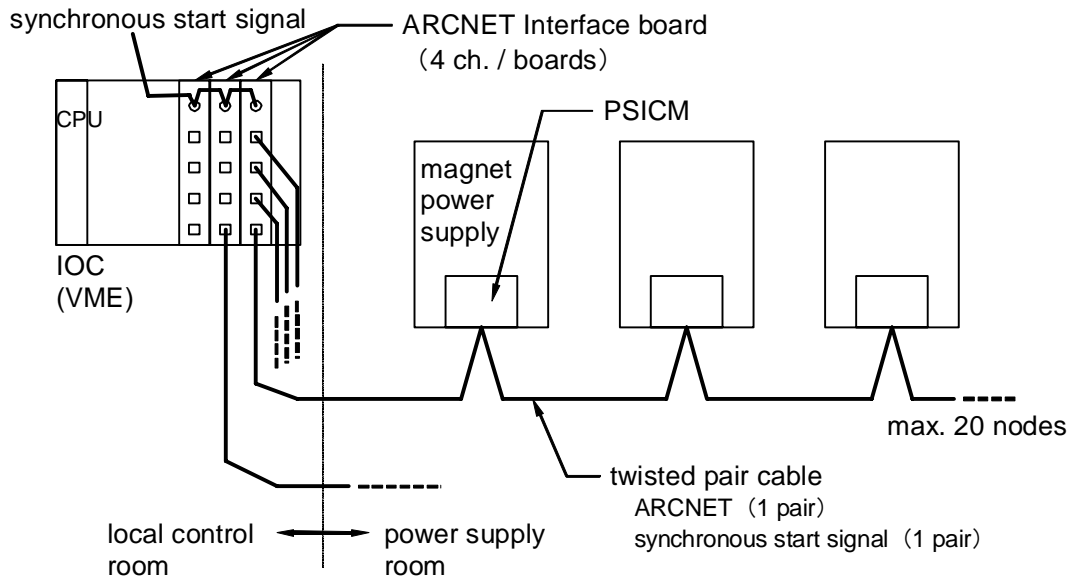 synchronous start signal
ARCNET Interface board
（4 ch. / boards）
CPU
PSICM
magnet
power
supply
IOC
(VME)
max. 20 nodes
twisted pair cable
ARCNET（1 pair）
synchronous start signal（1 pair）
local control
room
power supply
room